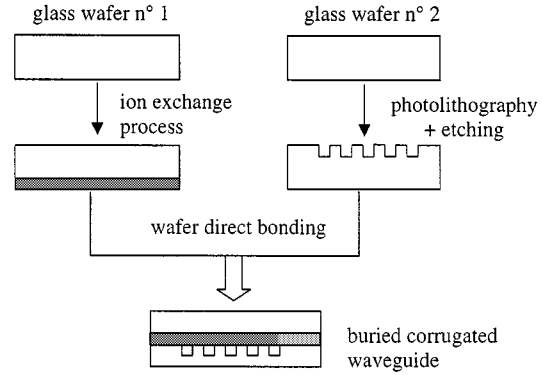 glass wafer n° 1
glass wafer n° 2
ion exchange
process
photolithography
+ etching
wafer direct bonding
buried corrugated
waveguide